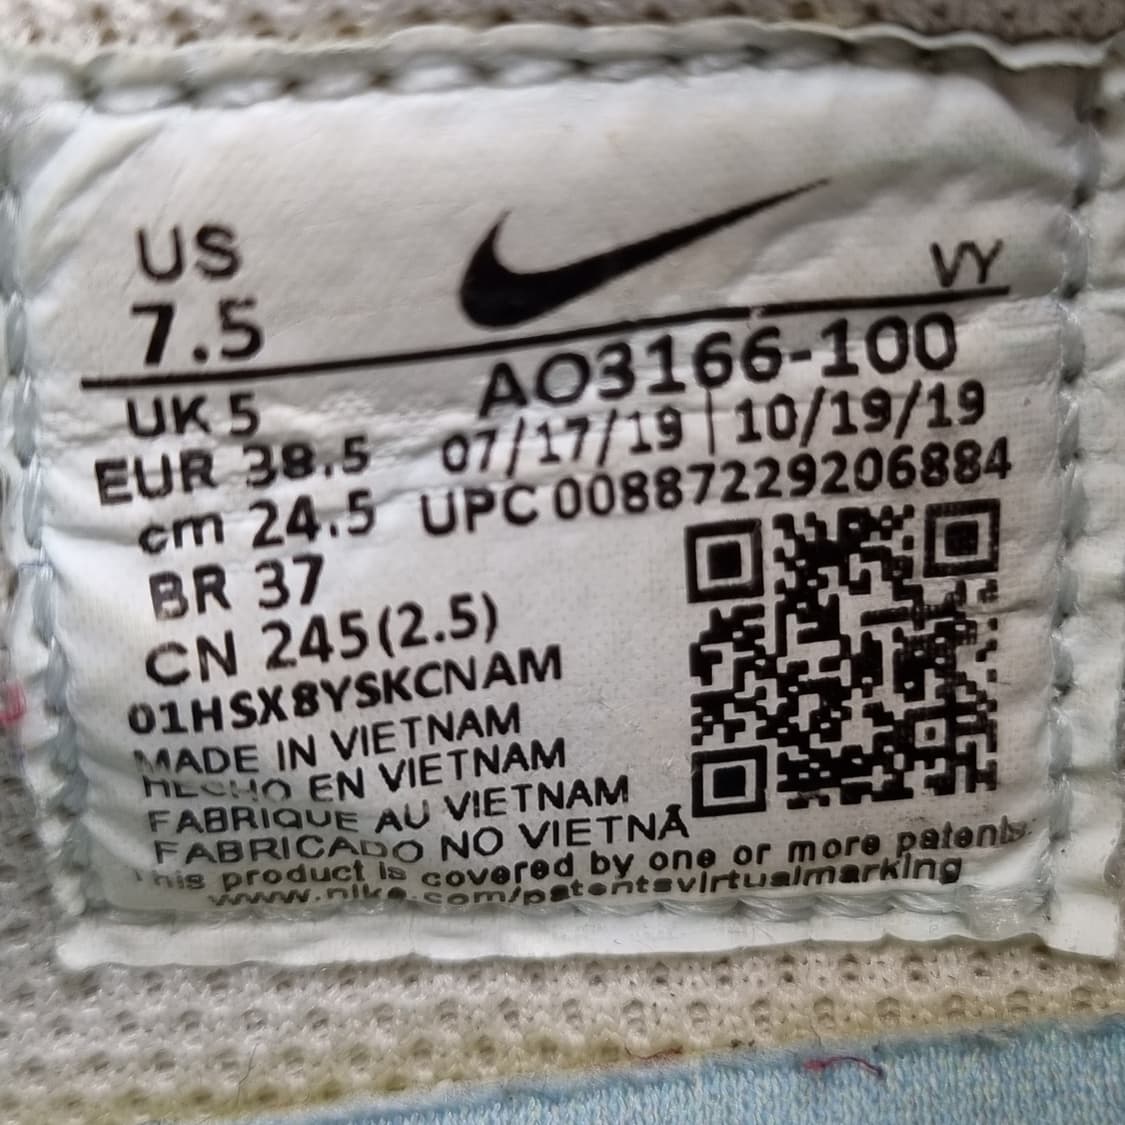 US
7.5
VY
UK 5
AO3166-100
EUR 38.5
07/17/19 | 10/19/19
cm 24.5
UPC 00887229206884
BR 37
CN 245(2.5)
01HSX8YSKCNAM
MADE IN VIETNAM
HECHO EN VIETNAM
FABRIQUE AU VIETNAM
FABRICADO NO VIETNÃ
This product is covered by one or more patents.
www.nike.com/patentsvirtualmarking